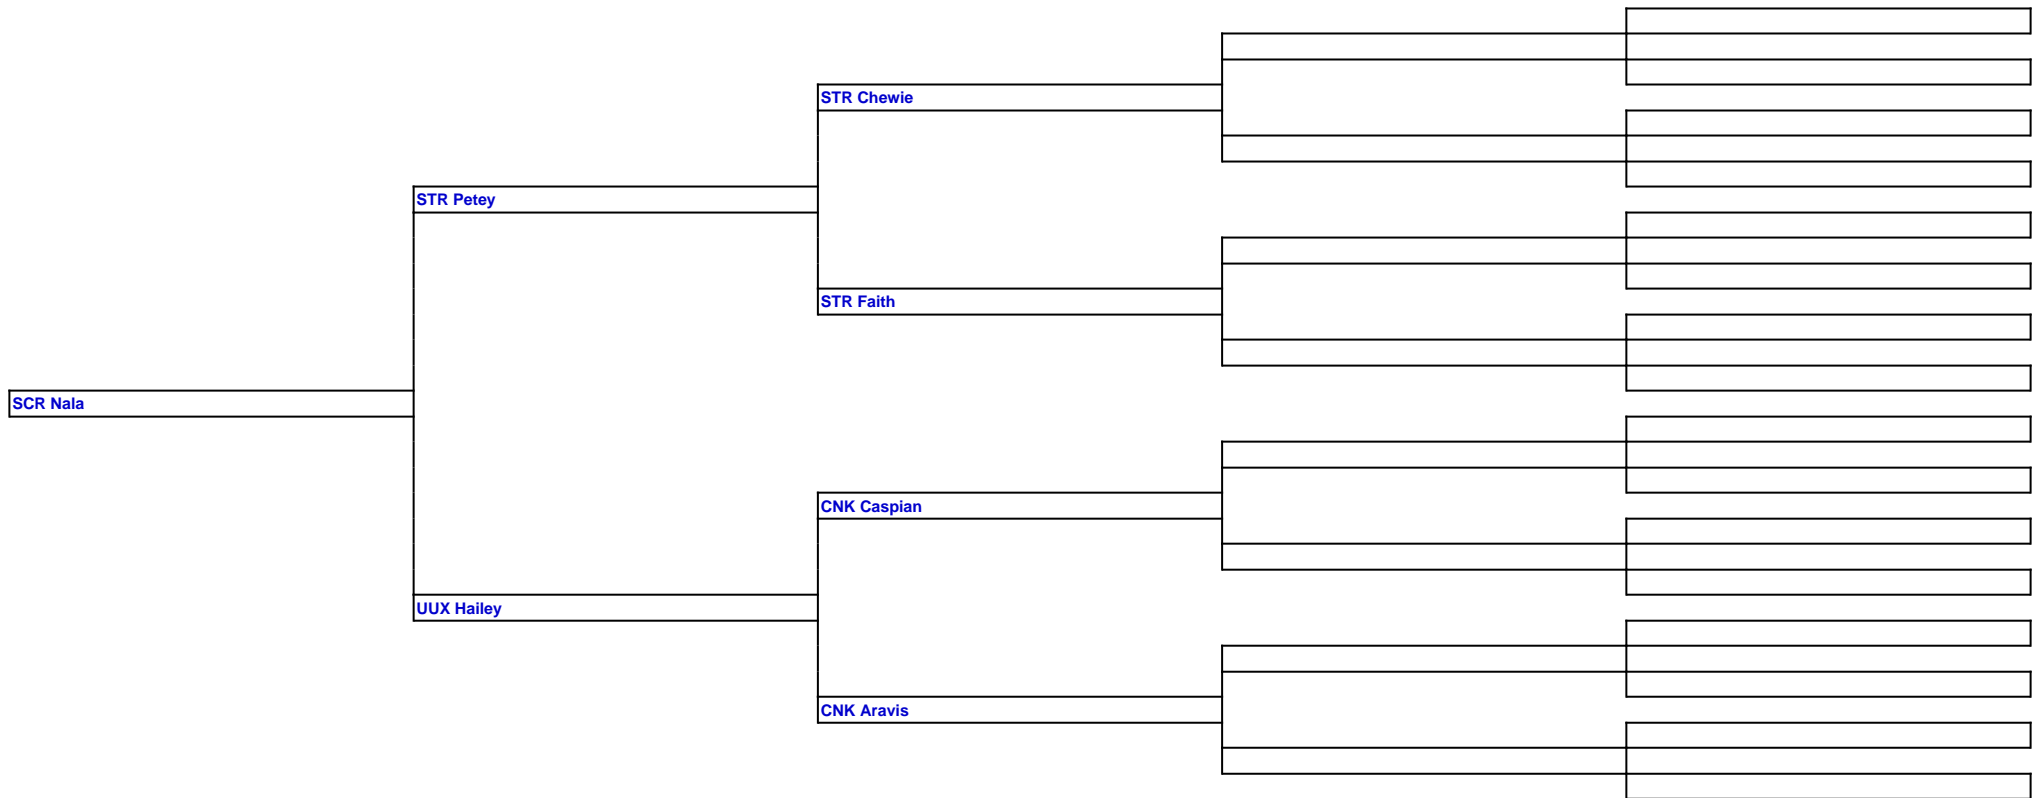 STR Chewie
STR Petey
STR Faith
SCR Nala
CNK Caspian
UUX Hailey
CNK Aravis